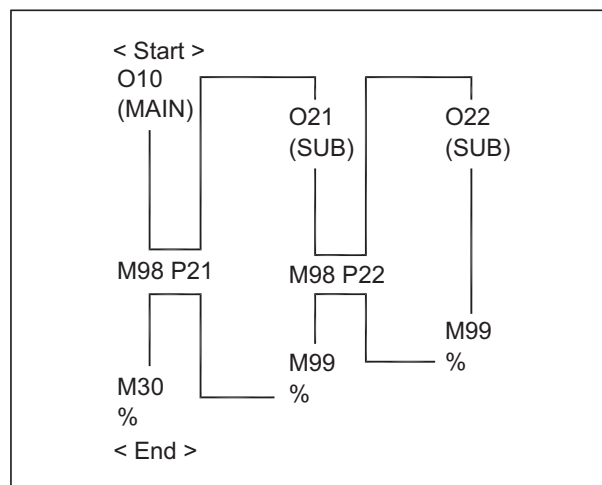 < Start >
O10
(MAIN)
M98 P21
M30
%
< End >
O21
(SUB)
M98 P22
M99
%
O22
(SUB)
M99
%